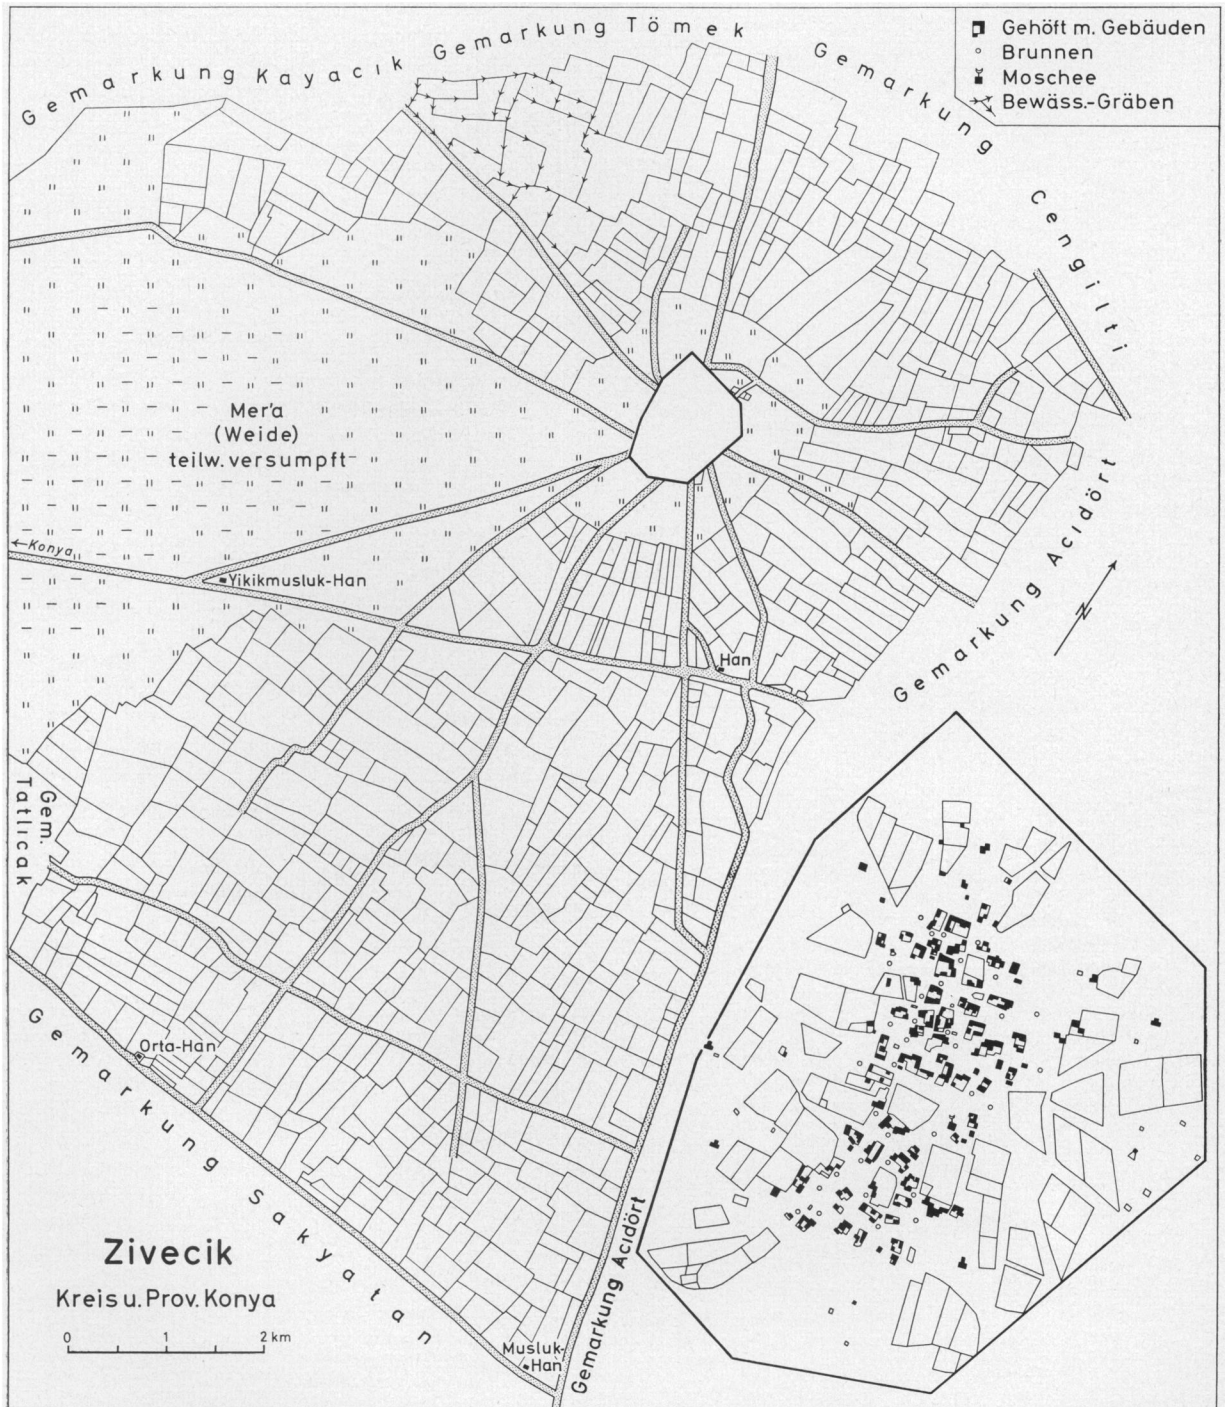 Gehöft m. Gebäuden
Brunnen
Moschee
Bewäss.-Gräben
Gemarkung Kayacık
Gemarkung Tömek
Gemarkung Cengilti
Mer'a
(Weide)
teilw. versumpft
←Konya
Yikikmusluk-Han
Han
Gemarkung Acıdört
N
Gem.
Tatlıcak
Orta-Han
Gemarkung Sakyatan
Gemarkung Acıdört
Musluk-
Han
Zivecik
Kreis u. Prov. Konya
0 1 2 km